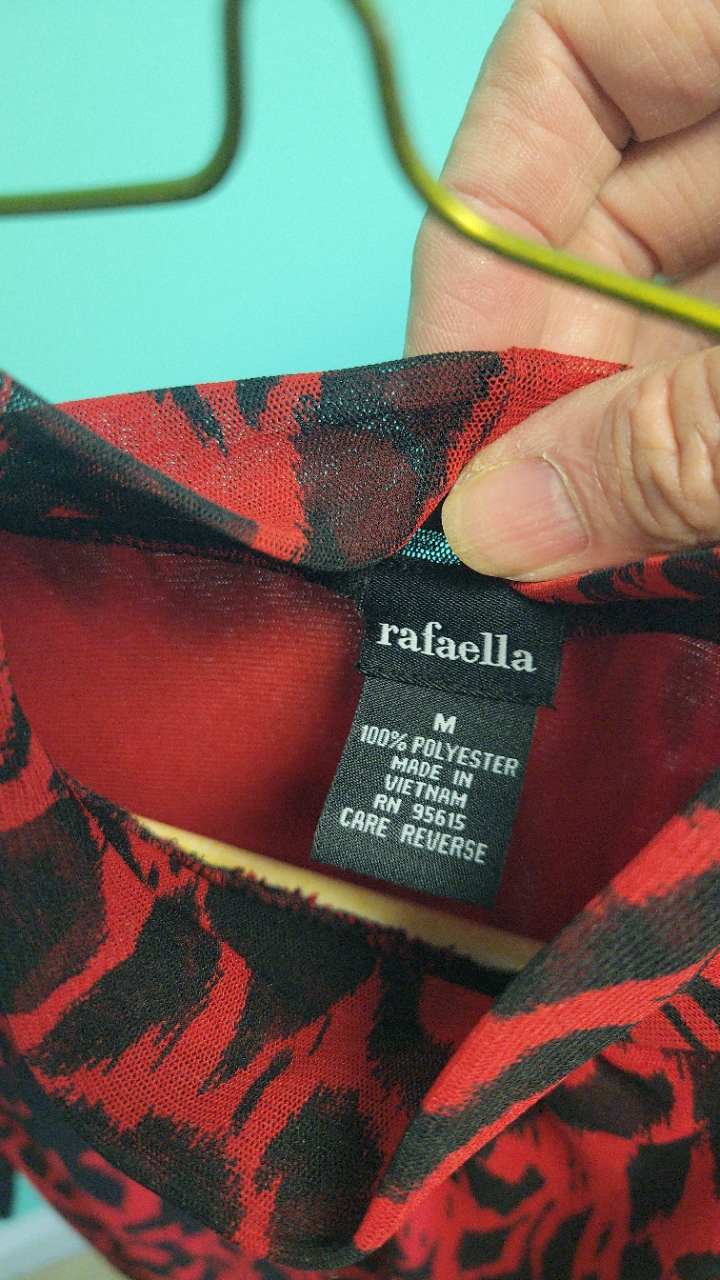 rafaella
M
100% POLYESTER
MADE IN
VIETNAM
RN 95615
CARE REVERSE